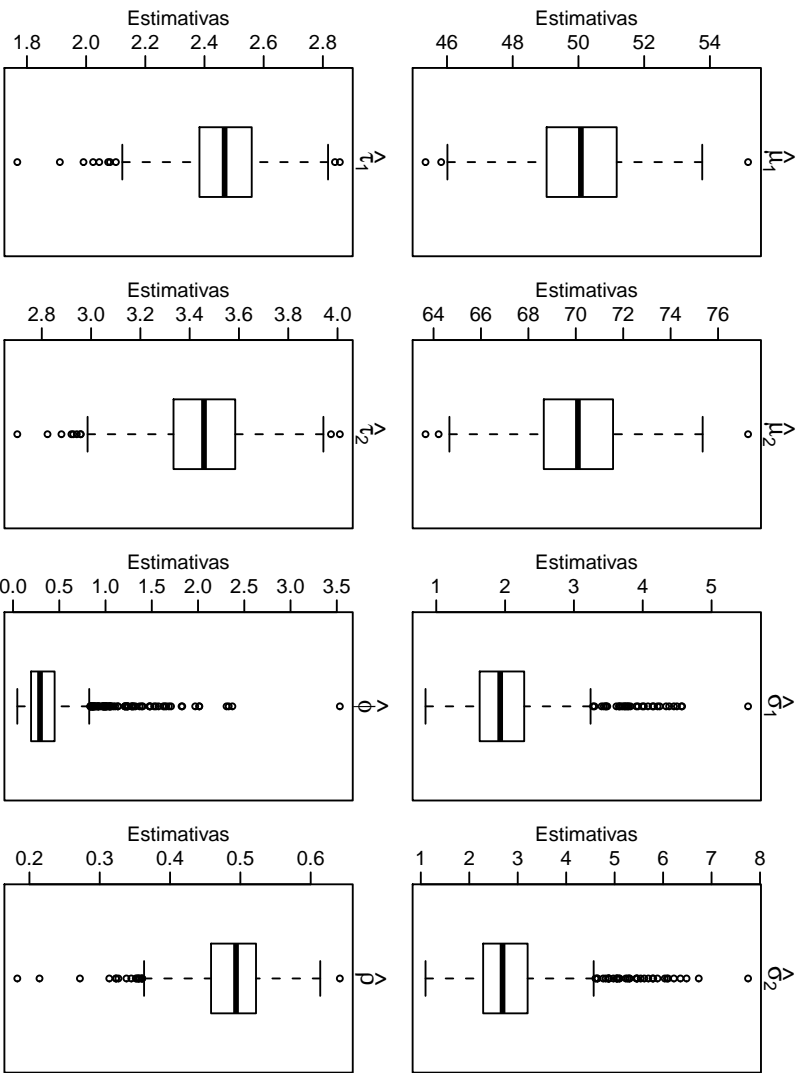 Estimativas
1.8 2.0 2.2 2.4 2.6 2.8
τ̂₁
Estimativas
46 48 50 52 54
μ̂₁
Estimativas
2.8 3.0 3.2 3.4 3.6 3.8 4.0
τ̂₂
Estimativas
64 66 68 70 72 74 76
μ̂₂
Estimativas
0.0 0.5 1.0 1.5 2.0 2.5 3.0 3.5
ϕ̂
Estimativas
1 2 3 4 5
σ̂₁
Estimativas
0.2 0.3 0.4 0.5 0.6
ρ̂
Estimativas
1 2 3 4 5 6 7 8
σ̂₂